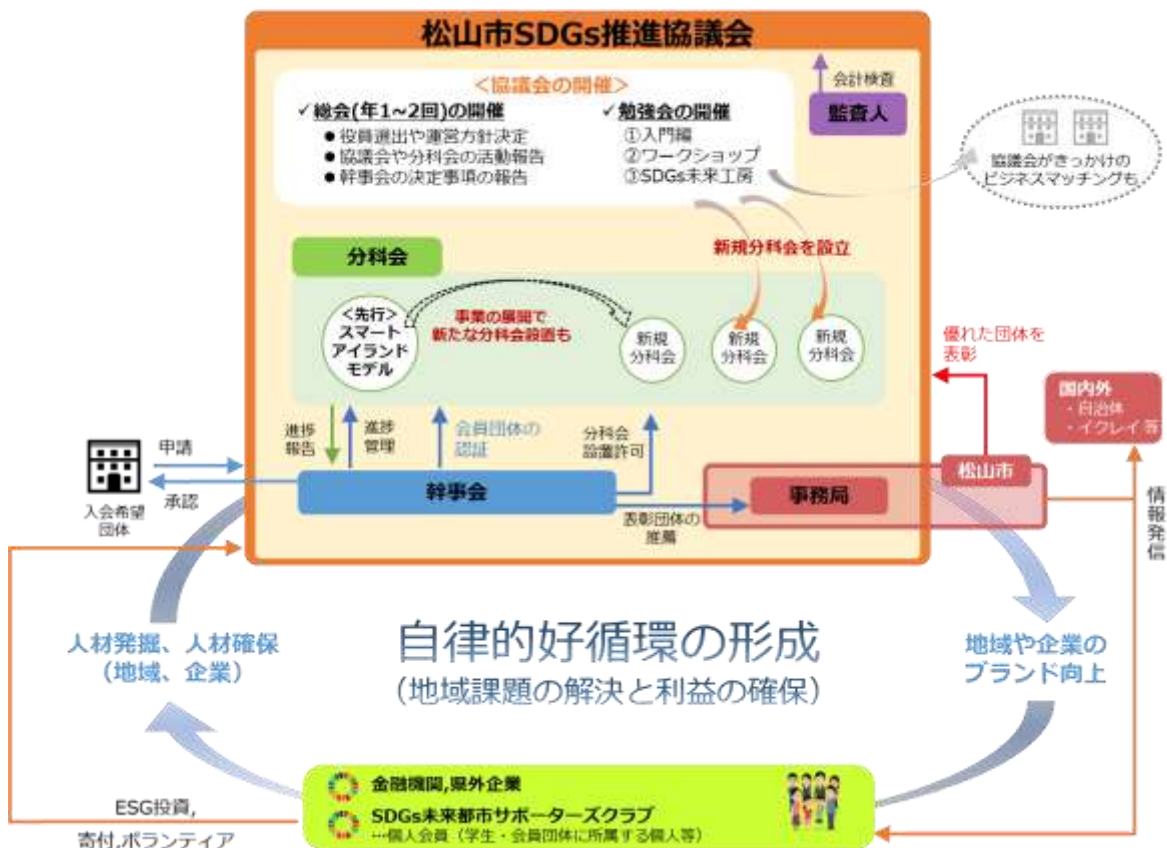 松山市SDGs推進協議会
<協議会の開催>
✓総会(年1~2回)の開催
●役員選出や運営方針決定
●協議会や分科会の活動報告
●幹事会の決定事項の報告
✓勉強会の開催
①入門編
②ワークショップ
③SDGs未来工房
会計検査
監査人
協議会がきっかけの
ビジネスマッチングも
新規分科会を設立
分科会
<先行>
スマート
アイランド
モデル
事業の展開で
新たな分科会設置も
新規
分科会
新規
分科会
新規
分科会
優れた団体を
表彰
国内外
・自治体
・イクレイ 等
進捗
報告
進捗
管理
会員団体の
認証
分科会
設置許可
申請
承認
入会希望
団体
幹事会
表彰団体の
推薦
事務局
松山市
情報発信
人材発掘、人材確保
(地域、企業)
自律的好循環の形成
(地域課題の解決と利益の確保)
地域や企業の
ブランド向上
金融機関,県外企業
SDGs未来都市サポーターズクラブ
…個人会員(学生・会員団体に所属する個人等)
ESG投資,
寄付,ボランティア